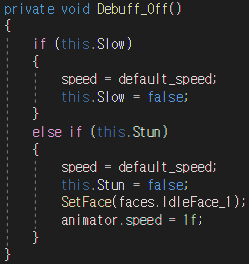 private void Debuff_Off()
{
if (this.Slow)
{
speed = default_speed;
this.Slow = false;
}
else if (this.Stun)
{
speed = default_speed;
this.Stun = false;
SetFace(faces.IdleFace_1);
animator.speed = 1f;
}
}